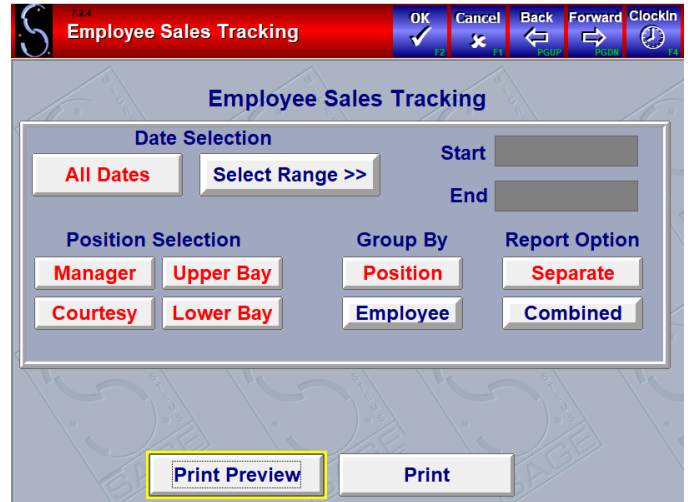 7.2.4
Employee Sales Tracking
OK Cancel Back Forward ClockIn
F2 F1 PGUP PGDN F4
Employee Sales Tracking
Date Selection
All Dates Select Range >>
Start
End
Position Selection Group By Report Option
Manager Upper Bay Position Separate
Courtesy Lower Bay Employee Combined
SAGE
Print Preview Print